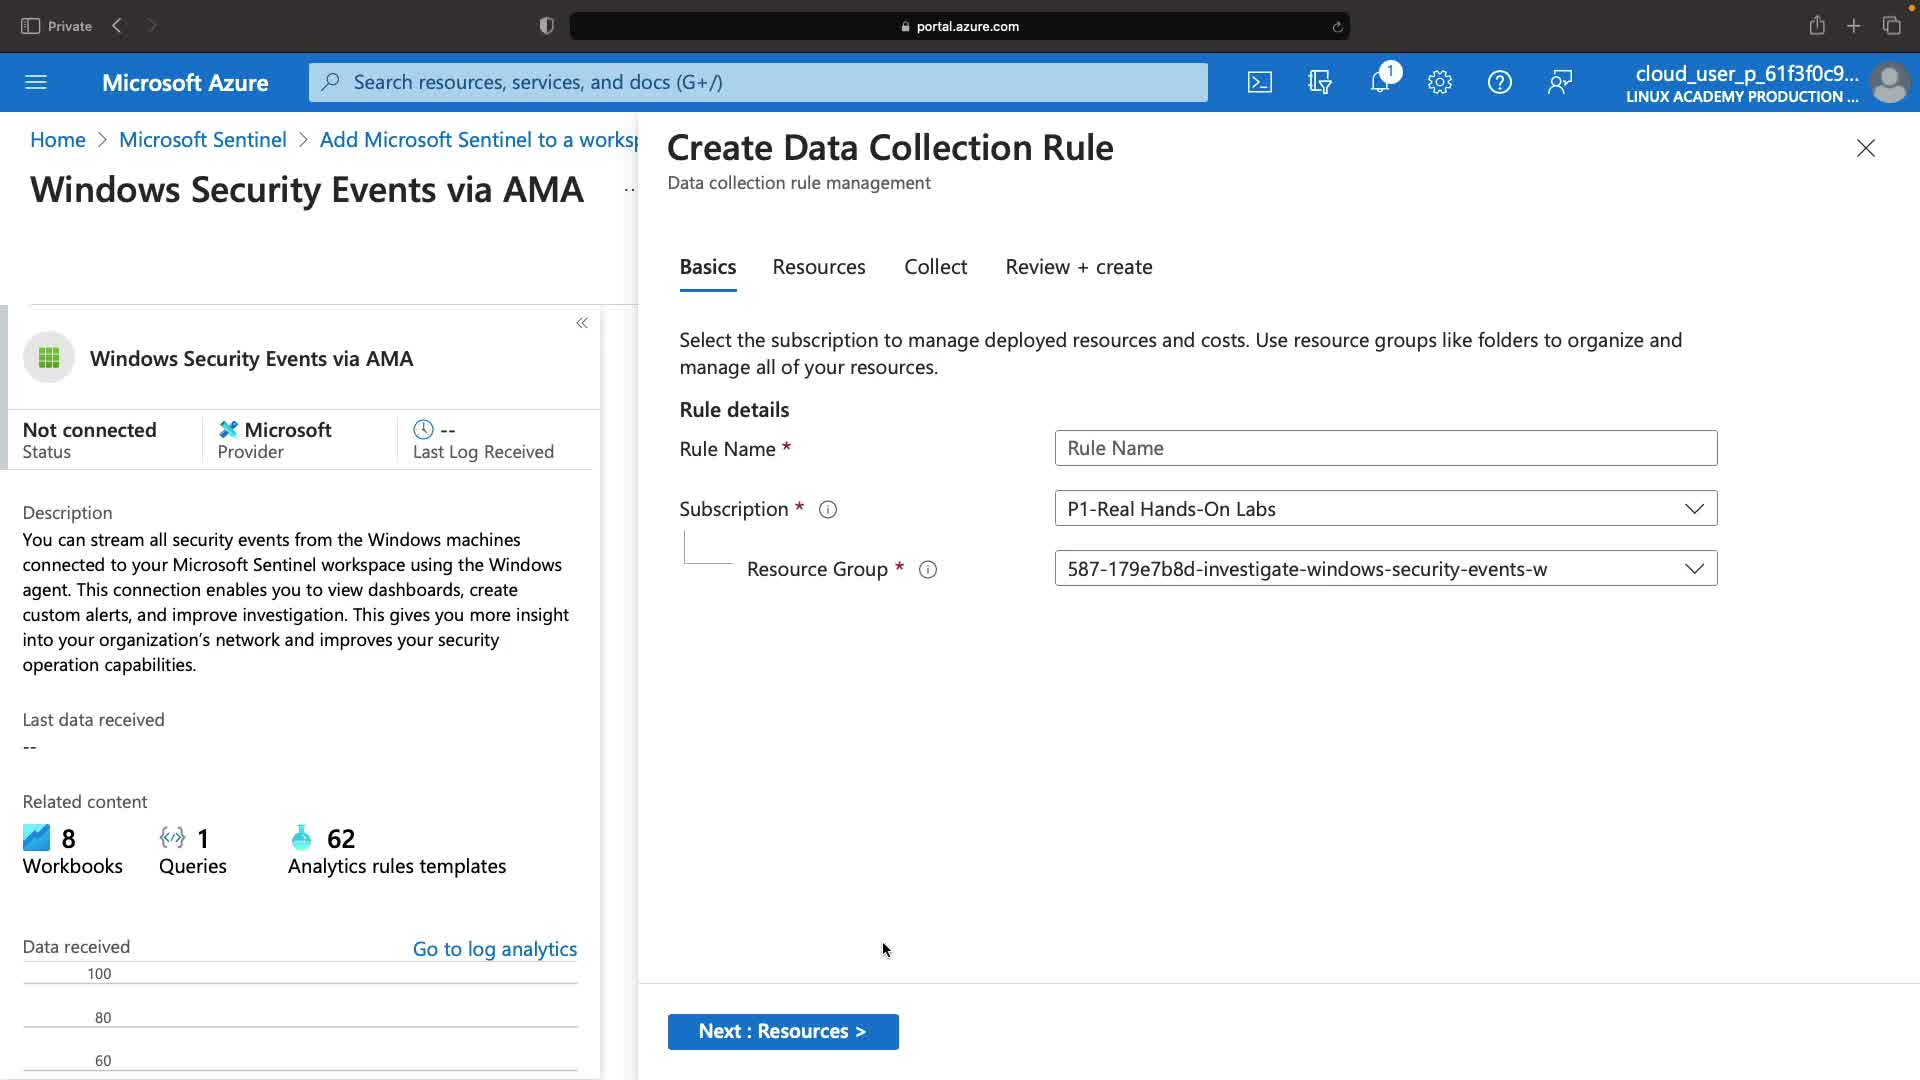 Private
portal.azure.com
Microsoft Azure
Search resources, services, and docs (G+/)
1
cloud_user_p_61f3f0c9...
LINUX ACADEMY PRODUCTION ...
Home > Microsoft Sentinel > Add Microsoft Sentinel to a worksp
Windows Security Events via AMA
Windows Security Events via AMA
Not connected
Status
Microsoft
Provider
--
Last Log Received
Description
You can stream all security events from the Windows machines
connected to your Microsoft Sentinel workspace using the Windows
agent. This connection enables you to view dashboards, create
custom alerts, and improve investigation. This gives you more insight
into your organization's network and improves your security
operation capabilities.
Last data received
--
Related content
8
Workbooks
1
Queries
62
Analytics rules templates
Data received
Go to log analytics
100
80
60
Create Data Collection Rule
Data collection rule management
Basics
Resources
Collect
Review + create
Select the subscription to manage deployed resources and costs. Use resource groups like folders to organize and
manage all of your resources.
Rule details
Rule Name *
Rule Name
Subscription *
P1-Real Hands-On Labs
Resource Group *
587-179e7b8d-investigate-windows-security-events-w
Next : Resources >